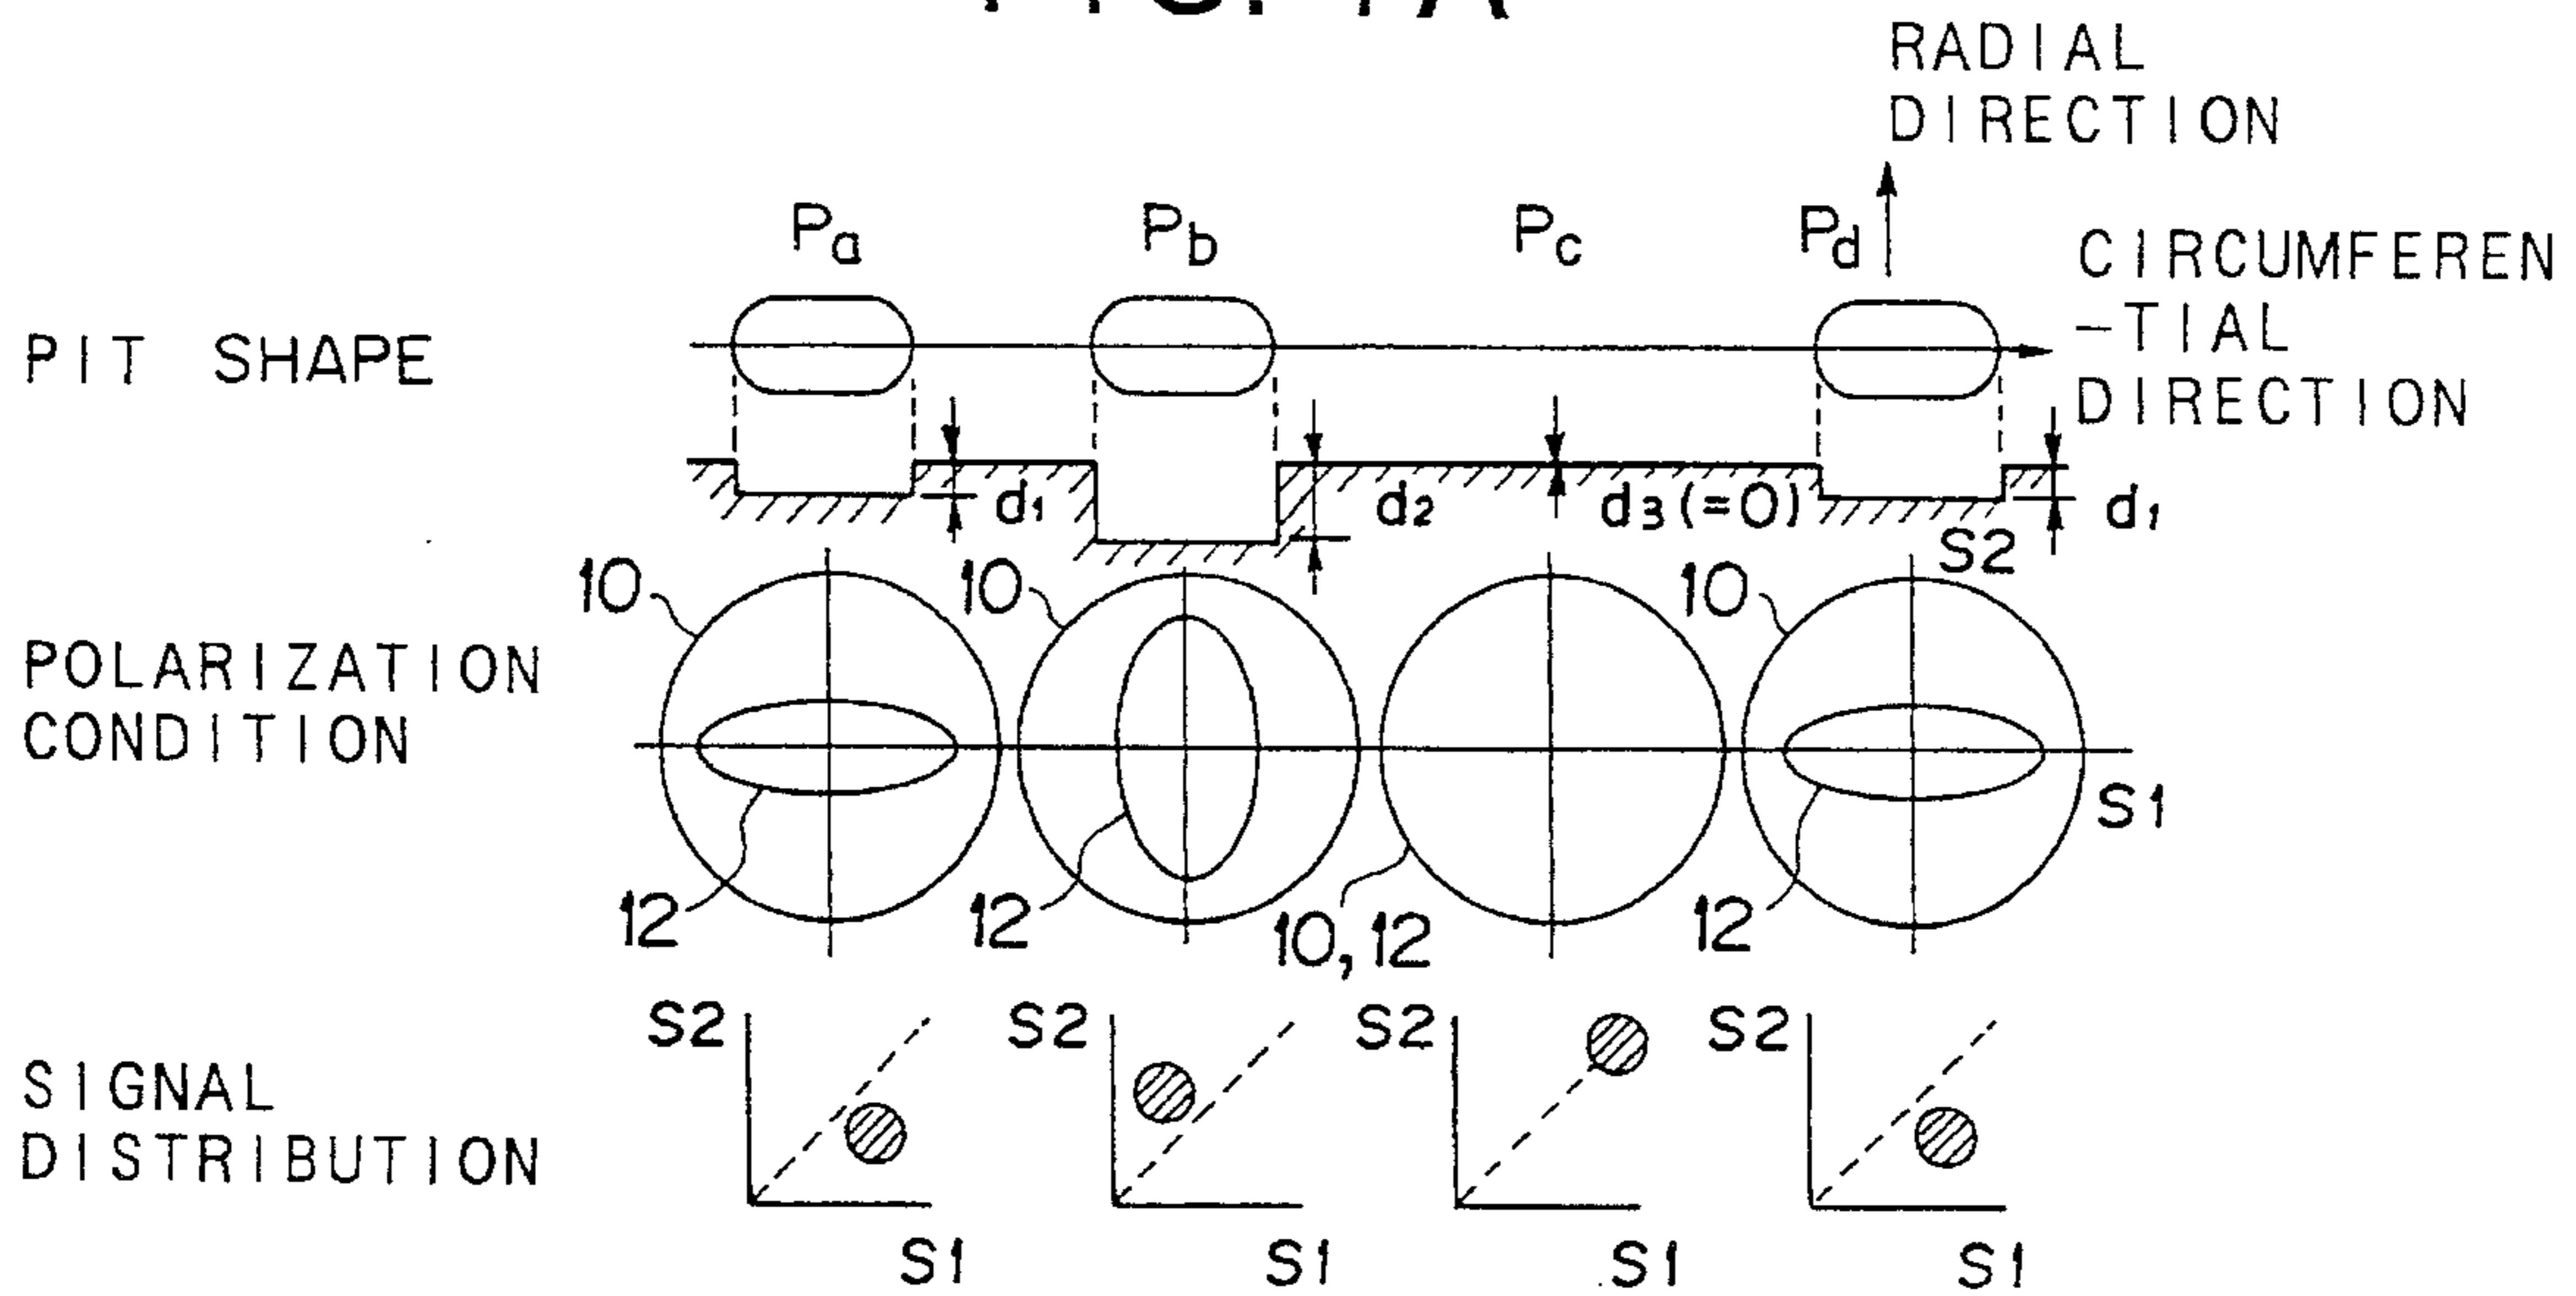 RADIAL
DIRECTION
Pa Pb Pc Pd
CIRCUMFEREN
-TIAL
DIRECTION
PIT SHAPE
d1 d2 d3(=0) d1
S2
10 10 10
POLARIZATION
CONDITION
S1
12 12 10,12 12
S2 S2 S2 S2
SIGNAL
DISTRIBUTION
S1 S1 S1 S1